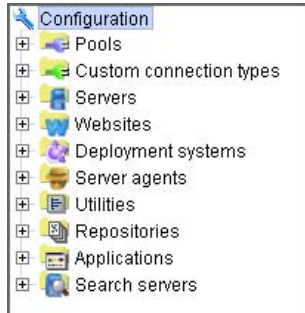 Configuration
Pools
Custom connection types
Servers
Websites
Deployment systems
Server agents
Utilities
Repositories
Applications
Search servers